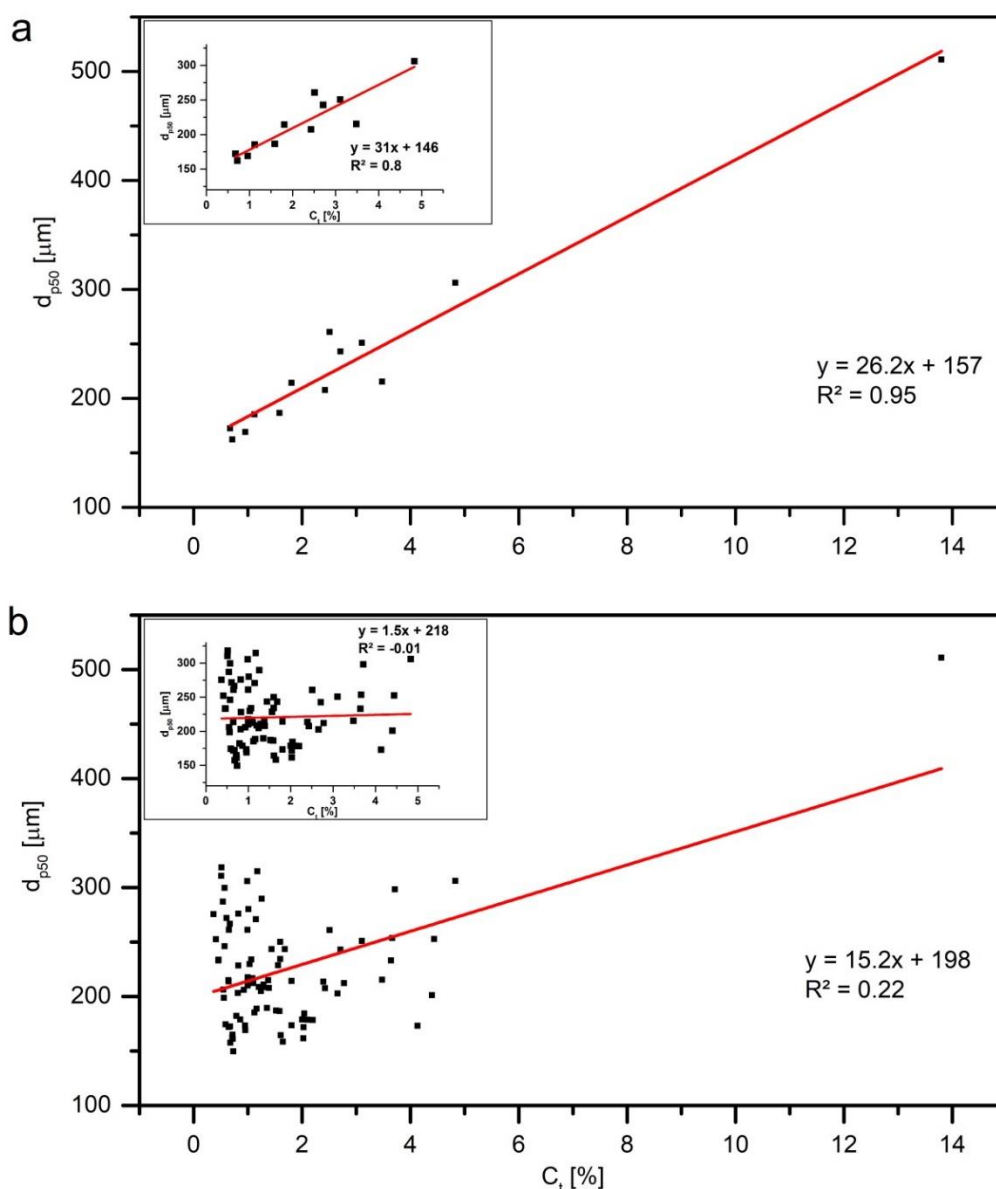 a
300
250
200
150
0
1
2
3
4
5
d_p50 [μm]
C_t [%]
y = 31x + 146
R² = 0.8
500
400
300
200
100
d_p50 [μm]
y = 26.2x + 157
R² = 0.95
0 2 4 6 8 10 12 14
b
y = 1.5x + 218
R² = -0.01
300
250
200
150
d_p50 [μm]
0 1 2 3 4 5
C_t [%]
500
400
300
200
100
d_p50 [μm]
y = 15.2x + 198
R² = 0.22
0 2 4 6 8 10 12 14
C_t [%]